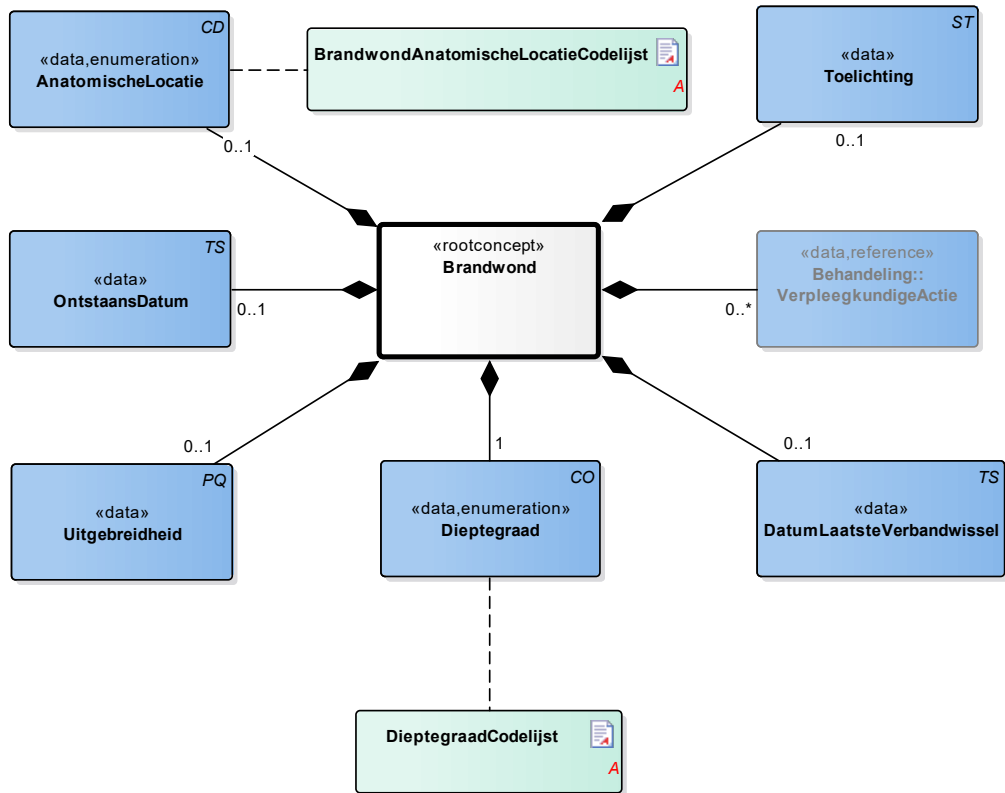 CD
«data,enumeration»
AnatomischeLocatie
BrandwondAnatomischeLocatieCodelijst
A
ST
«data»
Toelichting
0..1
0..1
TS
«data»
OntstaansDatum
0..1
«rootconcept»
Brandwond
«data,reference»
Behandeling::
VerpleegkundigeActie
0..*
0..1
1
0..1
PQ
«data»
Uitgebreidheid
CO
«data,enumeration»
Dieptegraad
TS
«data»
DatumLaatsteVerbandwissel
DieptegraadCodelijst
A